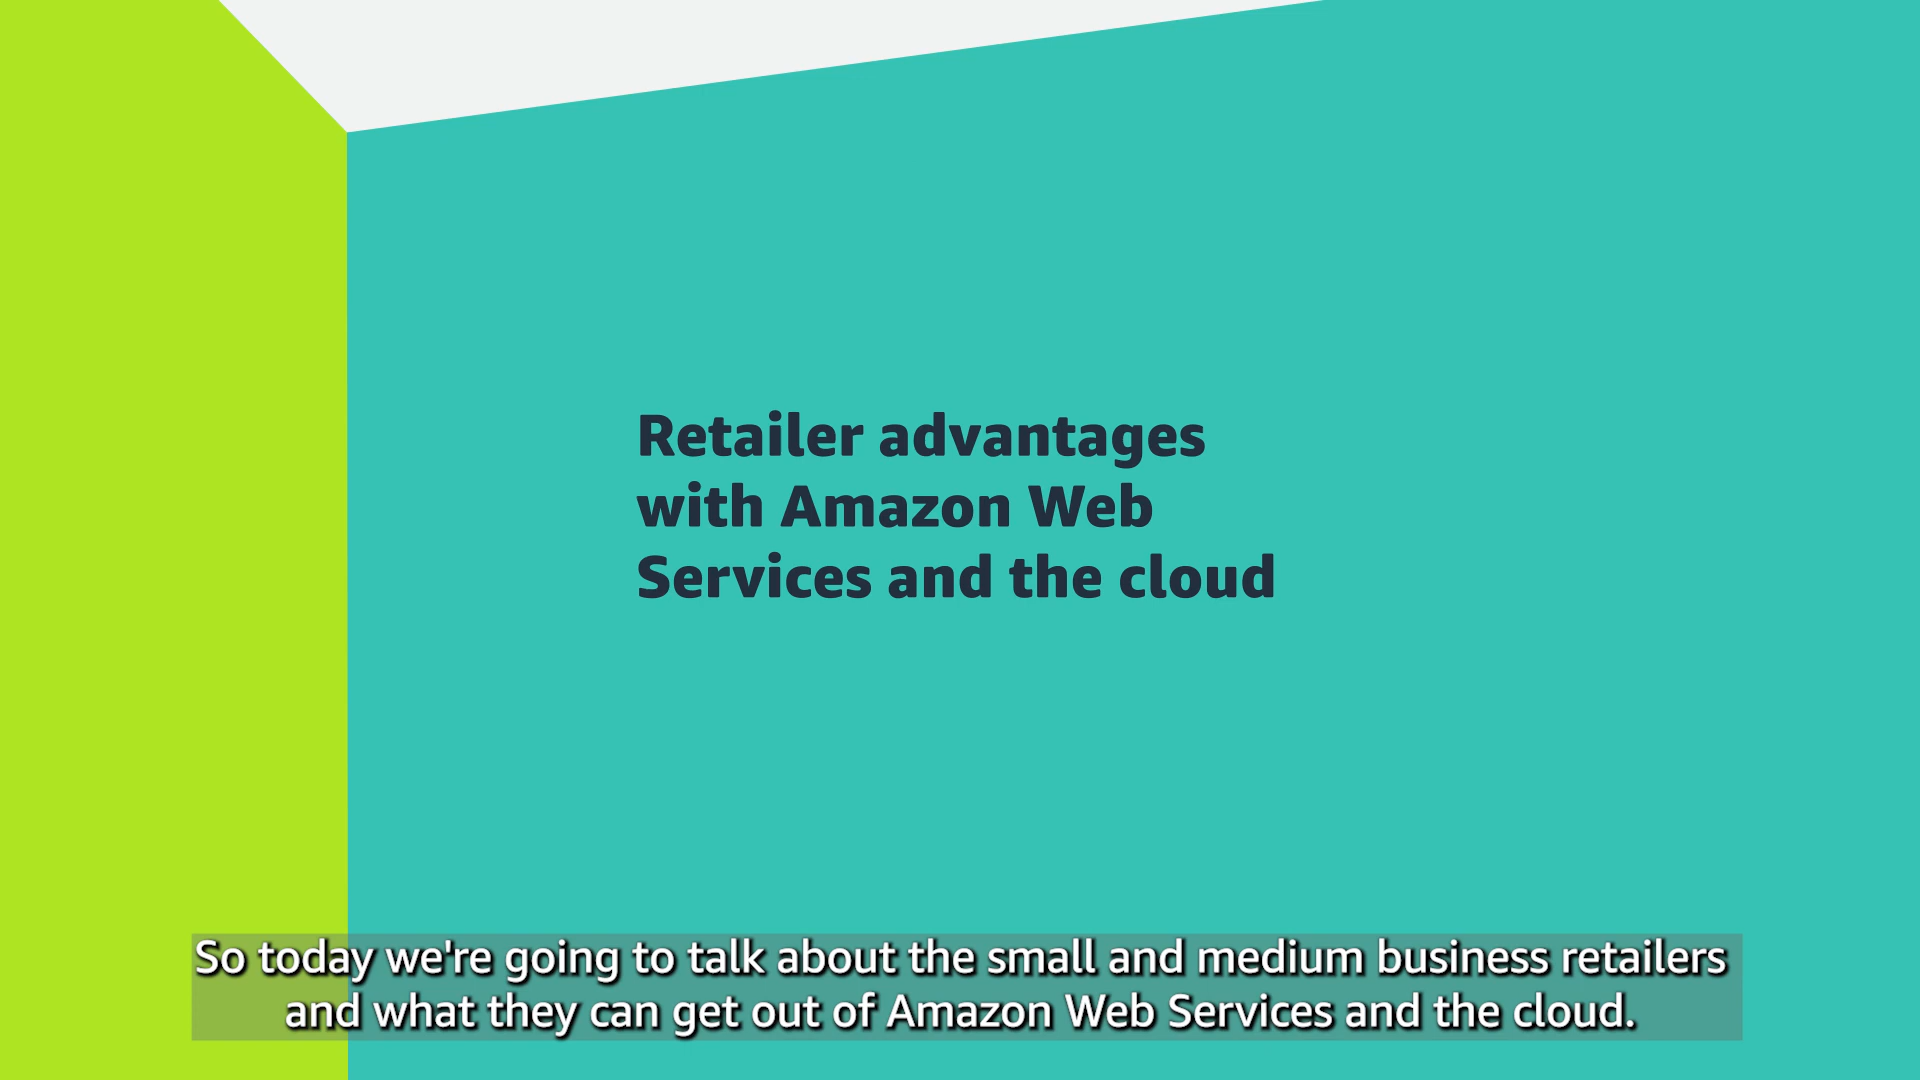 Retailer advantages
with Amazon Web
Services and the cloud
So today we're going to talk about the small and medium business retailers
and what they can get out of Amazon Web Services and the cloud.